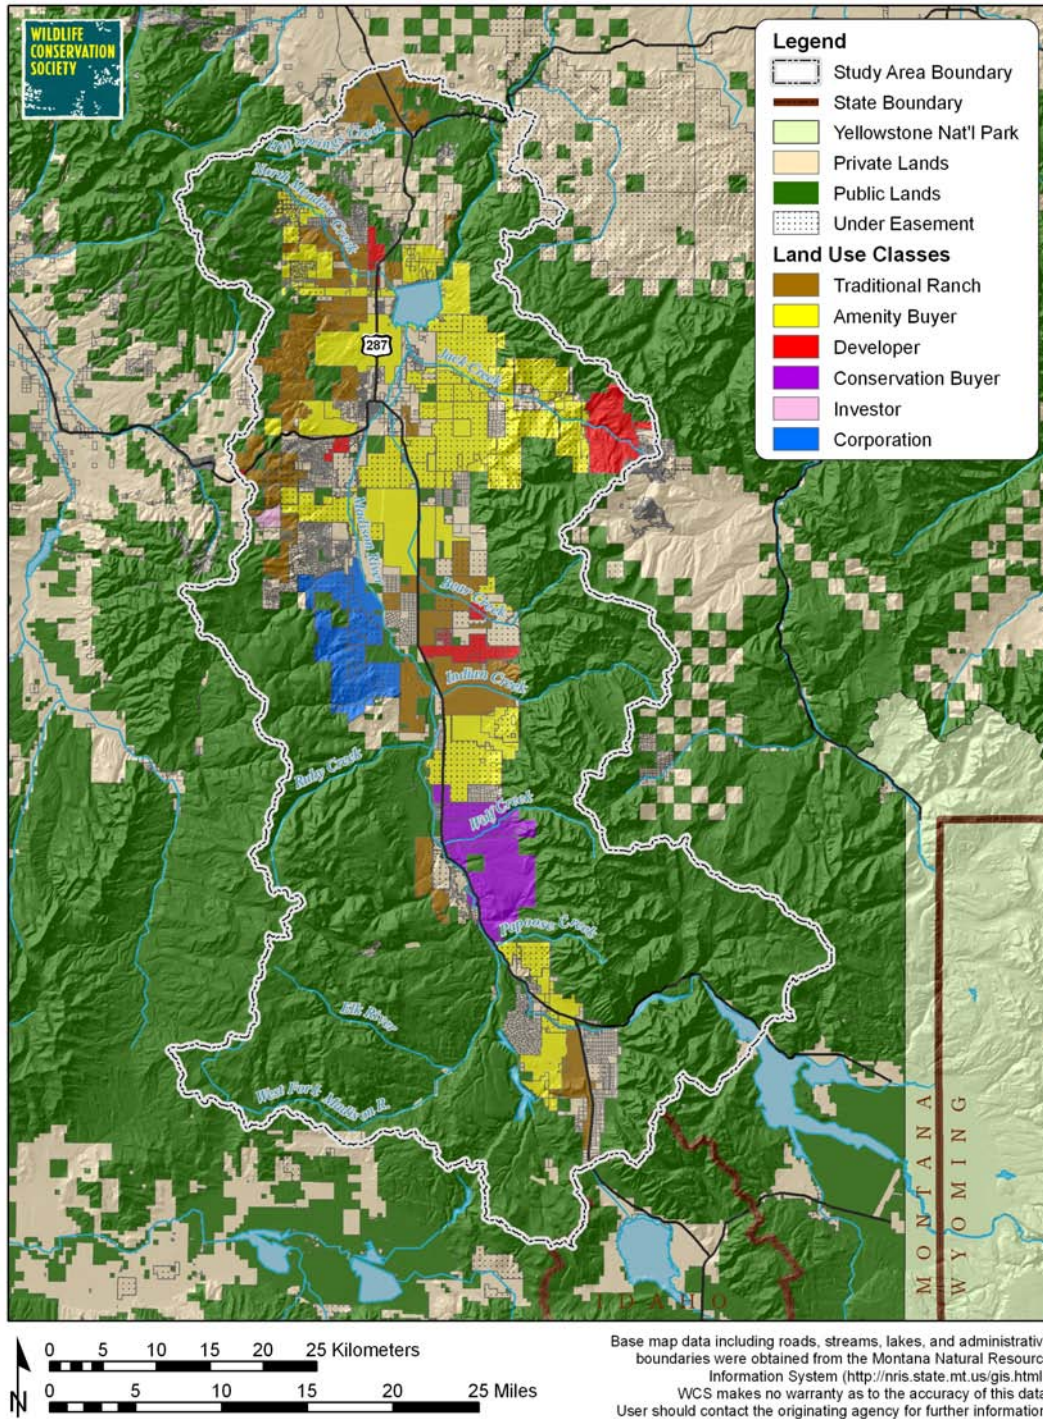 WILDLIFE
CONSERVATION
SOCIETY
Legend
Study Area Boundary
State Boundary
Yellowstone Nat'l Park
Private Lands
Public Lands
Under Easement
Land Use Classes
Traditional Ranch
Amenity Buyer
Developer
Conservation Buyer
Investor
Corporation
North Meadow Creek
287
Jack Creek
Madison River
Bear Creek
Indian Creek
Ruby Creek
Wolf Creek
Papoose Creek
Elk River
West Fork Madison R.
MONTANA
WYOMING
IDAHO
0 5 10 15 20 25 Kilometers
0 5 10 15 20 25 Miles
N
Base map data including roads, streams, lakes, and administrativ
boundaries were obtained from the Montana Natural Resourc
Information System (http://nris.state.mt.us/gis.html
WCS makes no warranty as to the accuracy of this data
User should contact the originating agency for further information